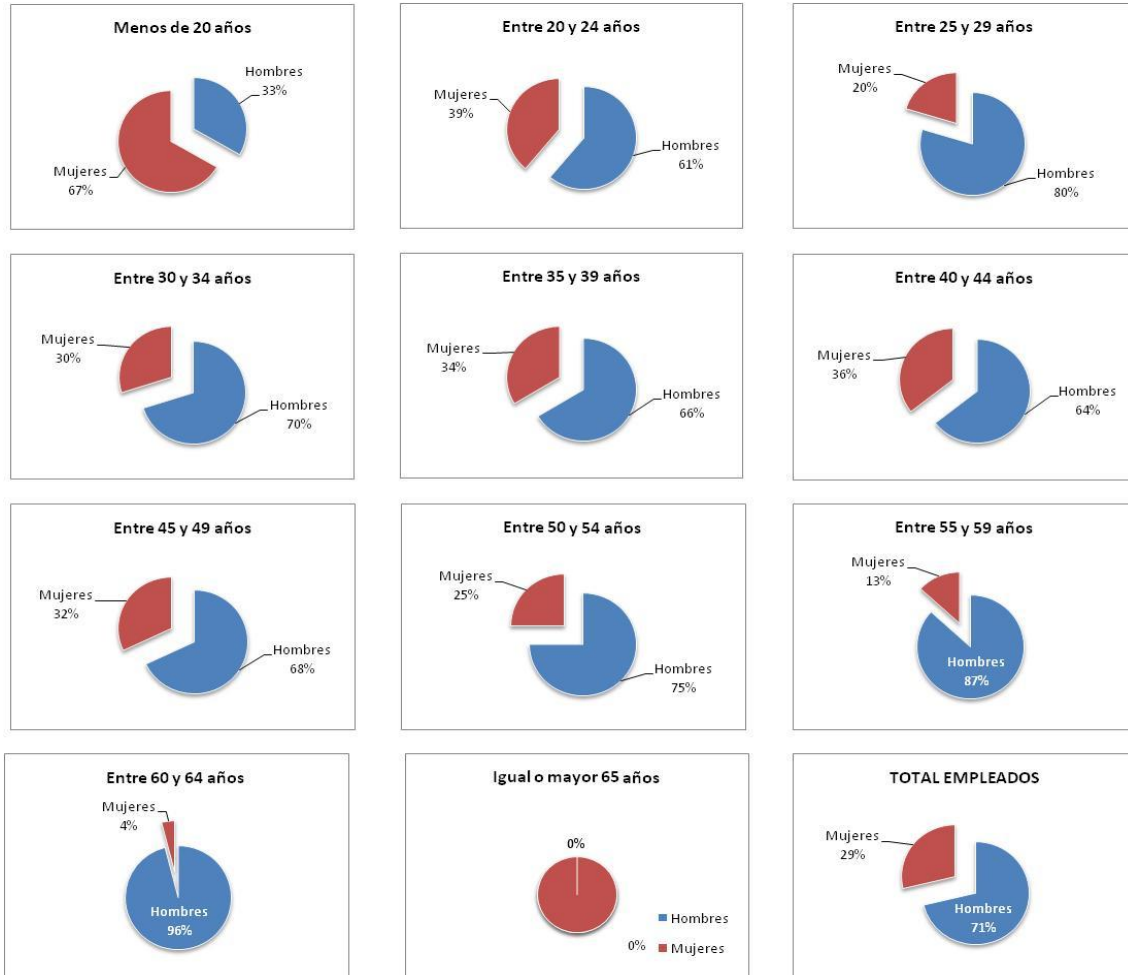 Menos de 20 años
Hombres
33%
Mujeres
67%
Entre 20 y 24 años
Mujeres
39%
Hombres
61%
Entre 25 y 29 años
Mujeres
20%
Hombres
80%
Entre 30 y 34 años
Mujeres
30%
Hombres
70%
Entre 35 y 39 años
Mujeres
34%
Hombres
66%
Entre 40 y 44 años
Mujeres
36%
Hombres
64%
Entre 45 y 49 años
Mujeres
32%
Hombres
68%
Entre 50 y 54 años
Mujeres
25%
Hombres
75%
Entre 55 y 59 años
Mujeres
13%
Hombres
87%
Entre 60 y 64 años
Mujeres
4%
Hombres
96%
Igual o mayor 65 años
0%
Hombres
0%
Mujeres
TOTAL EMPLEADOS
Mujeres
29%
Hombres
71%